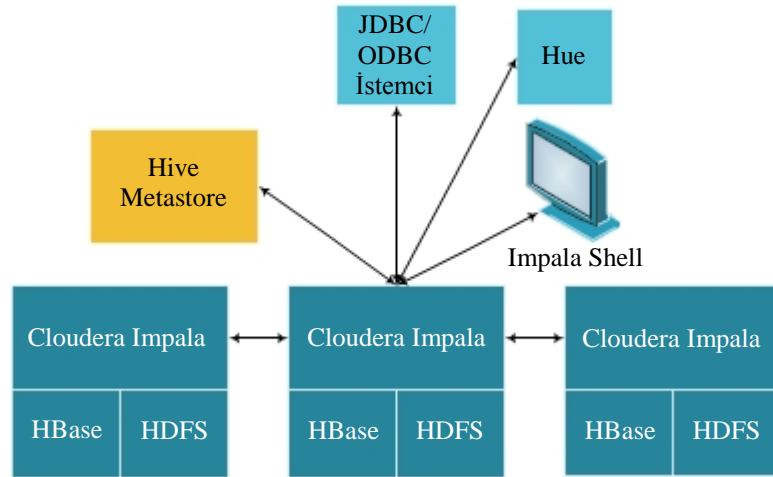 JDBC/
ODBC
İstemci
Hue
Hive
Metastore
Impala Shell
Cloudera Impala
Cloudera Impala
Cloudera Impala
HBase
HDFS
HBase
HDFS
HBase
HDFS